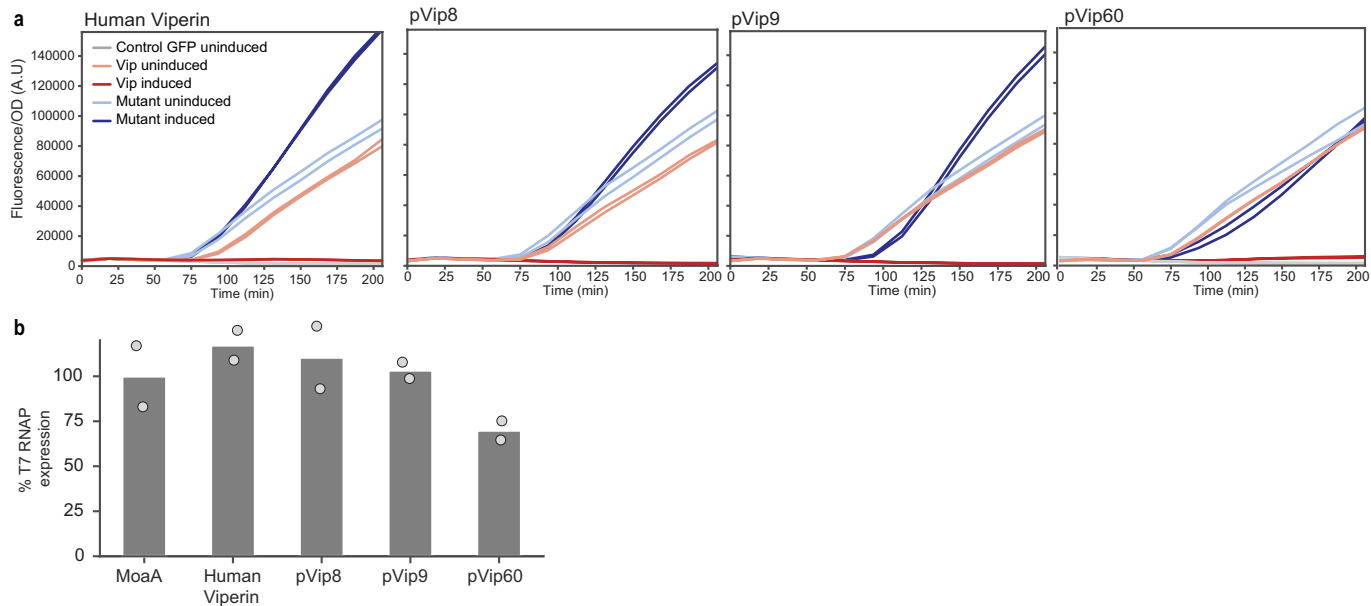 a
Human Viperin
pVip8
pVip9
pVip60
Fluorescence/OD (A.U)
140000
120000
100000
80000
60000
40000
20000
0
Control GFP uninduced
Vip uninduced
Vip induced
Mutant uninduced
Mutant induced
0 25 50 75 100 125 150 175 200
Time (min)
0 25 50 75 100 125 150 175 200
Time (min)
0 25 50 75 100 125 150 175 200
Time (min)
0 25 50 75 100 125 150 175 200
Time (min)
b
% T7 RNAP
expression
100
75
50
25
0
MoaA Human pVip8 pVip9 pVip60
Viperin